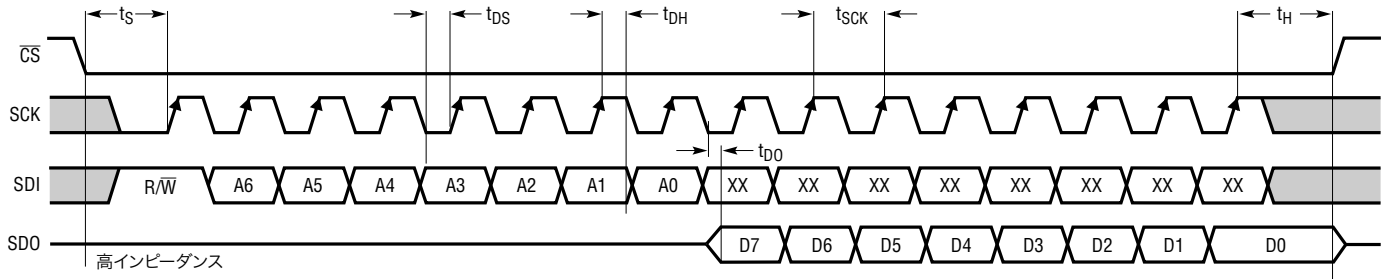 tS tDS tDH tSCK tH
CS
SCK
tDO
SDI R/W A6 A5 A4 A3 A2 A1 A0 XX XX XX XX XX XX XX XX
SDO D7 D6 D5 D4 D3 D2 D1 D0
高インピーダンス